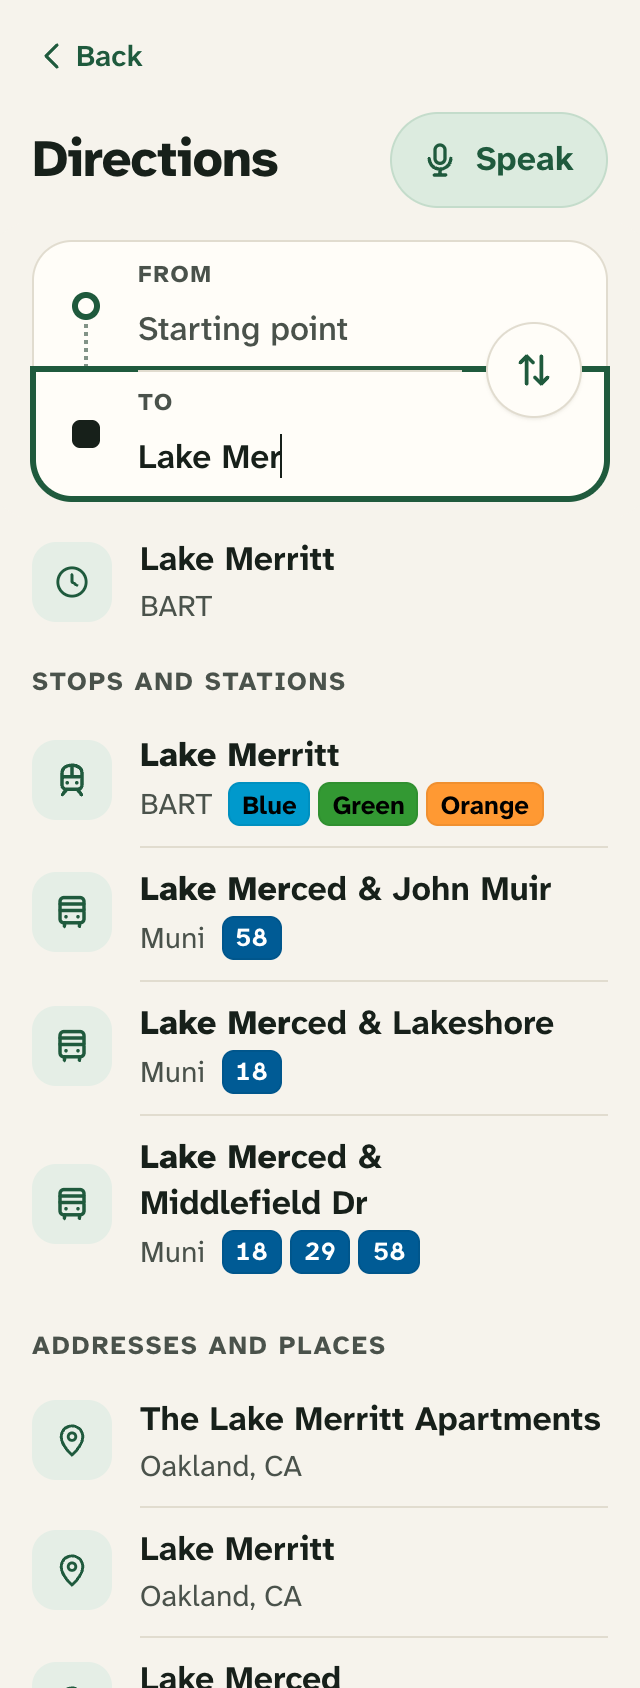 Back
Directions
Speak
FROM
Starting point
TO
Lake Mer
Lake Merritt
BART
STOPS AND STATIONS
Lake Merritt
BART Blue Green Orange
Lake Merced & John Muir
Muni 58
Lake Merced & Lakeshore
Muni 18
Lake Merced &
Middlefield Dr
Muni 18 29 58
ADDRESSES AND PLACES
The Lake Merritt Apartments
Oakland, CA
Lake Merritt
Oakland, CA
Lake Merced